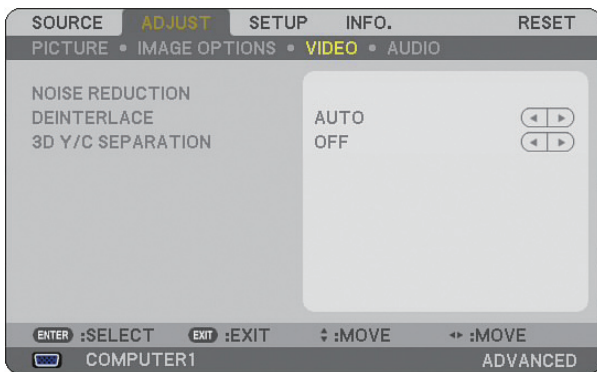 SOURCE ADJUST SETUP INFO. RESET
PICTURE • IMAGE OPTIONS • VIDEO • AUDIO
NOISE REDUCTION
DEINTERLACE AUTO
3D Y/C SEPARATION OFF
ENTER :SELECT EXIT :EXIT :MOVE :MOVE
COMPUTER1 ADVANCED